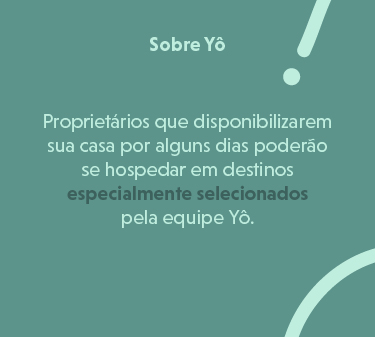 Sobre Yô
Proprietários que disponibilizarem
sua casa por alguns dias poderão
se hospedar em destinos
especialmente selecionados
pela equipe Yô.